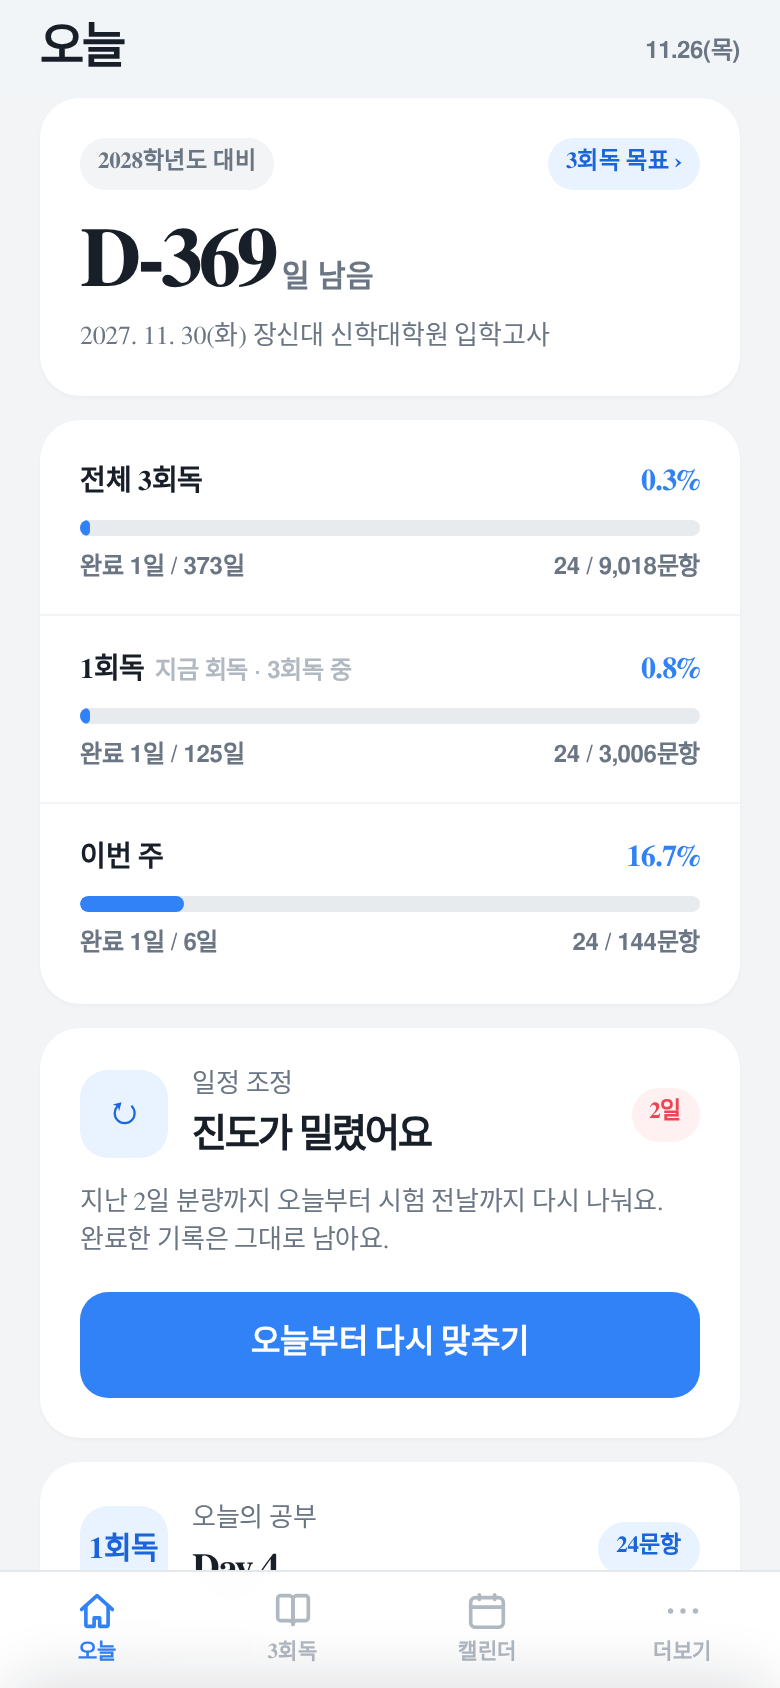 오늘
11.26(목)
2028학년도 대비
3회독 목표 ›
D-369일 남음
2027. 11. 30(화) 장신대 신학대학원 입학고사
전체 3회독
0.3%
완료 1일 / 373일
24 / 9,018문항
1회독 지금 회독 · 3회독 중
0.8%
완료 1일 / 125일
24 / 3,006문항
이번 주
16.7%
완료 1일 / 6일
24 / 144문항
일정 조정
진도가 밀렸어요
2일
지난 2일 분량까지 오늘부터 시험 전날까지 다시 나눠요.
완료한 기록은 그대로 남아요.
오늘부터 다시 맞추기
1회독
오늘의 공부
Day 4
24문항
오늘
3회독
캘린더
더보기